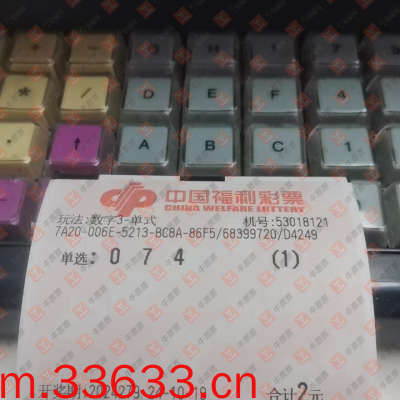 D E F 4
A B C 1
中国福利彩票
CHINA WELFARE LOTTERY
玩法:数字3-单式 机号:53018121
7A20-006E-5213-8C8A-86F5/68399720/D4249
单选: 0 7 4 (1)
m.33633.cn
合计2元